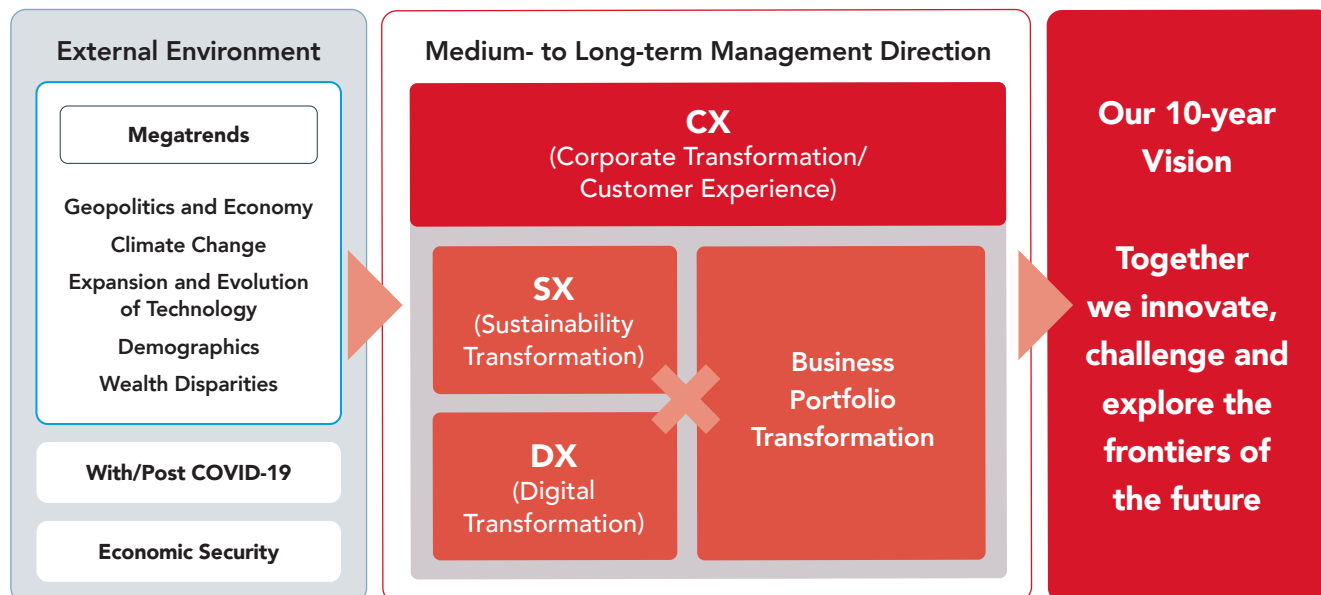 External Environment
Megatrends
Geopolitics and Economy
Climate Change
Expansion and Evolution
of Technology
Demographics
Wealth Disparities
With/Post COVID-19
Economic Security
Medium- to Long-term Management Direction
CX
(Corporate Transformation/
Customer Experience)
SX
(Sustainability
Transformation)
DX
(Digital
Transformation)
Business
Portfolio
Transformation
Our 10-year
Vision
Together
we innovate,
challenge and
explore the
frontiers of
the future